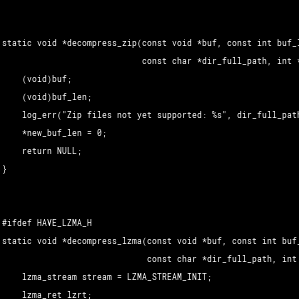 static void *decompress_zip(const void *buf, const int buf_l
const char *dir_full_path, int *
(void)buf;
(void)buf_len;
log_err("Zip files not yet supported: %s", dir_full_path
*new_buf_len = 0;
return NULL;
}
#ifdef HAVE_LZMA_H
static void *decompress_lzma(const void *buf, const int buf_
const char *dir_full_path, int
lzma_stream stream = LZMA_STREAM_INIT;
lzma_ret lzrt;